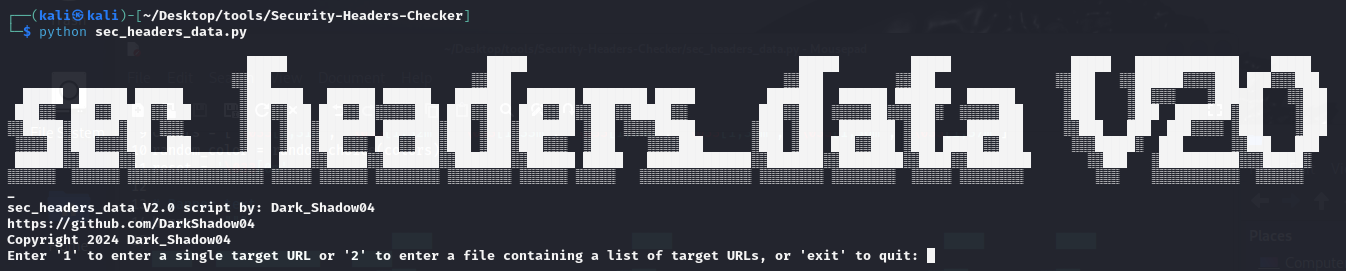 (kali㉿kali)-[~/Desktop/tools/Security-Headers-Checker]
$ python sec_headers_data.py
sec_headers_data V2.0
_
sec_headers_data V2.0 script by: Dark_Shadow04
https://github.com/DarkShadow04
Copyright 2024 Dark_Shadow04
Enter '1' to enter a single target URL or '2' to enter a file containing a list of target URLs, or 'exit' to quit:
Places